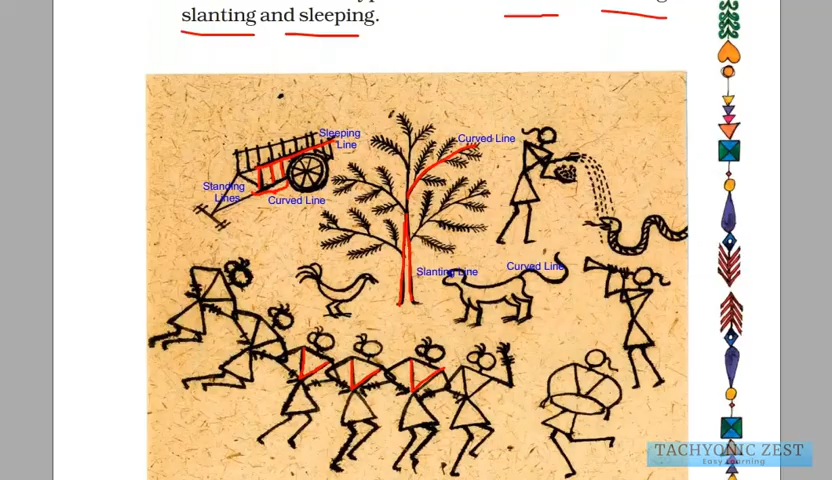 slanting and sleeping.
Sleeping
Line
Curved Line
Standing
Lines
Curved Line
Slanting Line
Curved Line
TACHYONIC ZEST
Easy Learning